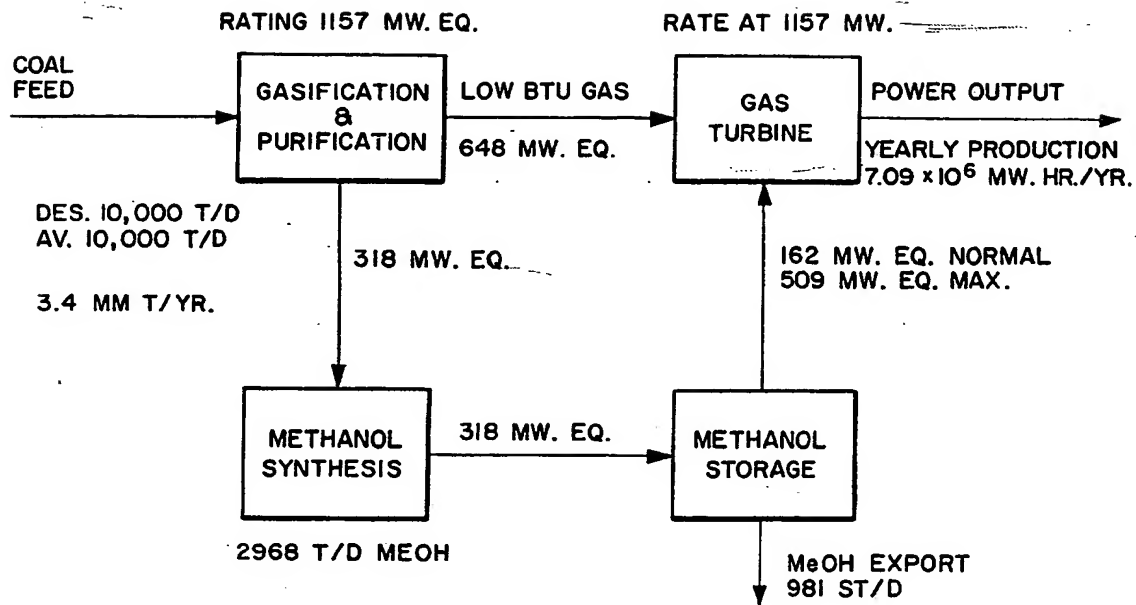 RATING 1157 MW. EQ.
RATE AT 1157 MW.
COAL
FEED
GASIFICATION
&
PURIFICATION
LOW BTU GAS
648 MW. EQ.
GAS
TURBINE
POWER OUTPUT
YEARLY PRODUCTION
7.09 × 10⁶ MW. HR./YR.
DES. 10,000 T/D
AV. 10,000 T/D
3.4 MM T/YR.
318 MW. EQ.
162 MW. EQ. NORMAL
509 MW. EQ. MAX.
METHANOL
SYNTHESIS
318 MW. EQ.
METHANOL
STORAGE
2968 T/D MEOH
MeOH EXPORT
981 ST/D